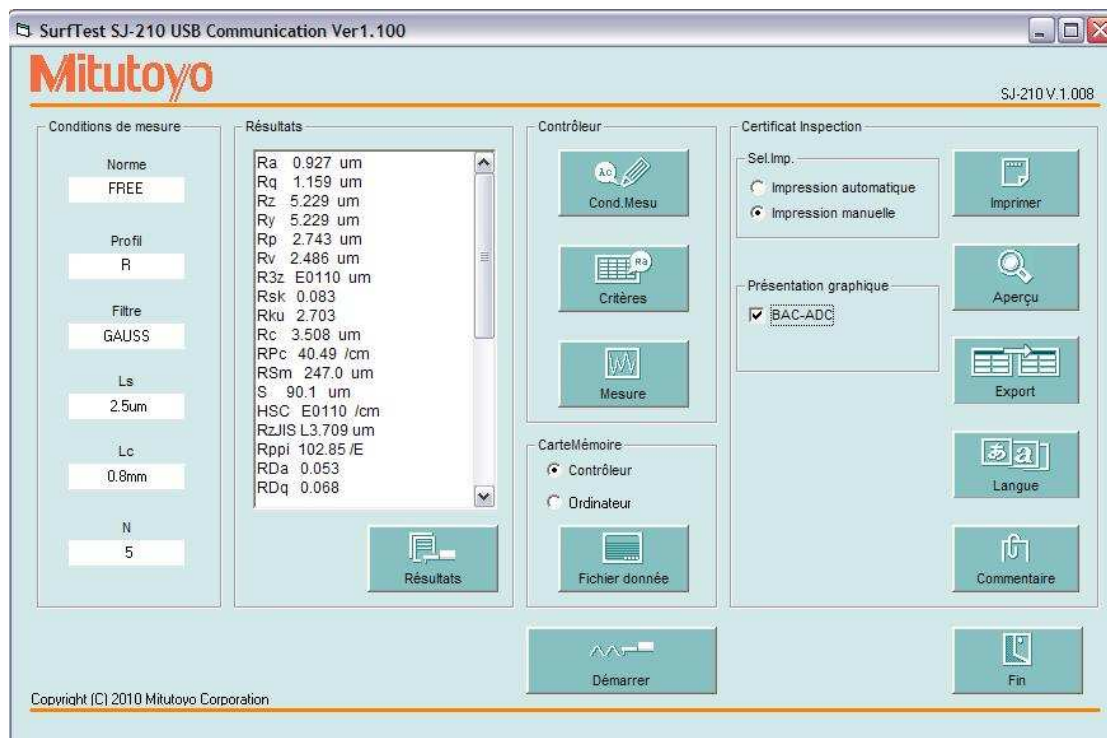 SurfTest SJ-210 USB Communication Ver1.100
Mitutoyo
SJ-210 V.1.008
Conditions de mesure
Norme
FREE
Profil
R
Filtre
GAUSS
Ls
2.5um
Lc
0.8mm
N
5
Résultats
Ra 0.927 um
Rq 1.159 um
Rz 5.229 um
Ry 5.229 um
Rp 2.743 um
Rv 2.486 um
R3z E0110 um
Rsk 0.083
Rku 2.703
Rc 3.508 um
RPc 40.49 /cm
RSm 247.0 um
S 90.1 um
HSC E0110 /cm
RzJIS L3.709 um
Rppi 102.85 /E
RDa 0.053
RDq 0.068
Résultats
Contrôleur
Ac
Cond.Mesu
Ra
Critères
Mesure
CarteMémoire
Contrôleur
Ordinateur
Fichier donnée
Démarrer
Certificat Inspection
Sel.Imp.
Impression automatique
Impression manuelle
Présentation graphique
BAC-ADC
Imprimer
Aperçu
Export
あ a
Langue
Commentaire
Fin
Copyright (C) 2010 Mitutoyo Corporation